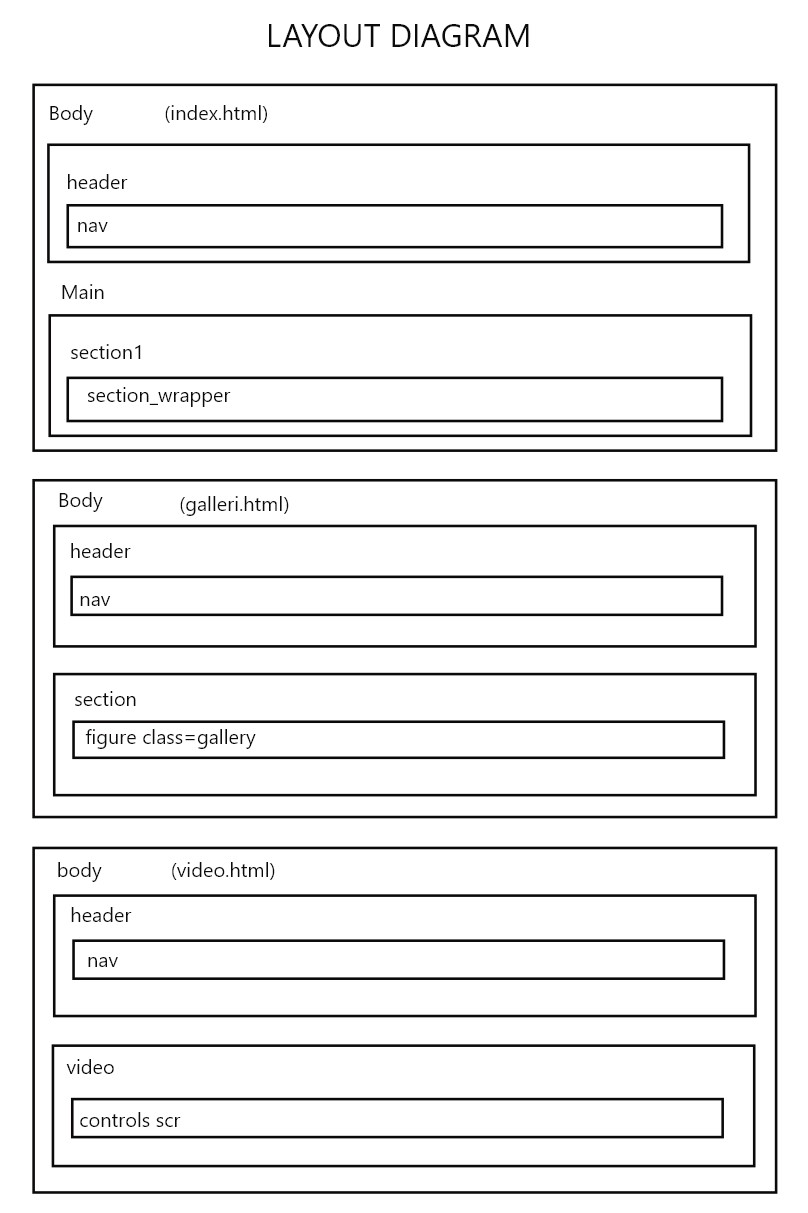 LAYOUT DIAGRAM
Body (index.html)
header
nav
Main
section1
section_wrapper
Body (galleri.html)
header
nav
section
figure class=gallery
body (video.html)
header
nav
video
controls scr